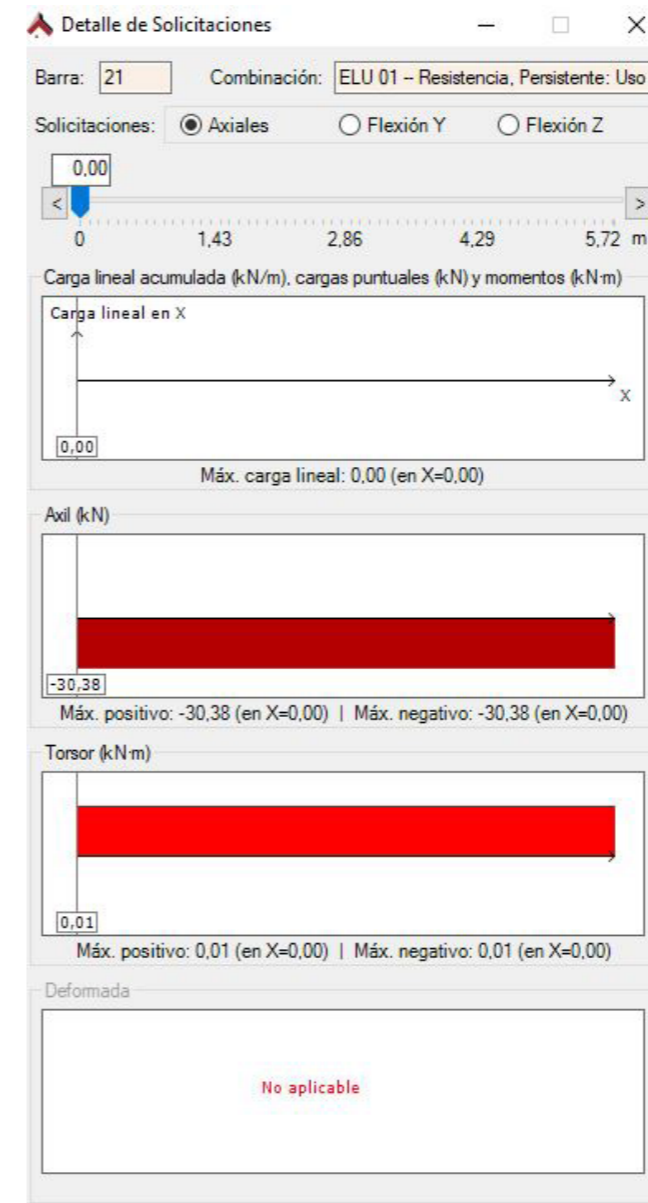 Detalle de Solicitaciones
Barra: 21 Combinación: ELU 01 -- Resistencia, Persistente: Uso
Solicitaciones: Axiales Flexión Y Flexión Z
0,00
< >
0 1,43 2,86 4,29 5,72 m
Carga lineal acumulada (kN/m), cargas puntuales (kN) y momentos (kN·m)
Carga lineal en X
X
0,00
Máx. carga lineal: 0,00 (en X=0,00)
Axil (kN)
-30,38
Máx. positivo: -30,38 (en X=0,00) | Máx. negativo: -30,38 (en X=0,00)
Torsor (kN·m)
0,01
Máx. positivo: 0,01 (en X=0,00) | Máx. negativo: 0,01 (en X=0,00)
Deformada
No aplicable